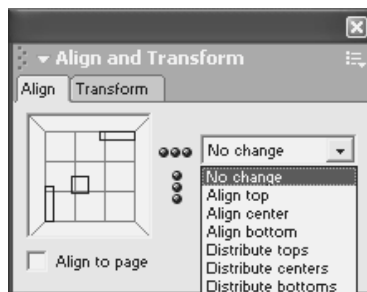 Align and Transform
Align Transform
No change
No change
Align top
Align center
Align bottom
Distribute tops
Distribute centers
Distribute bottoms
Align to page